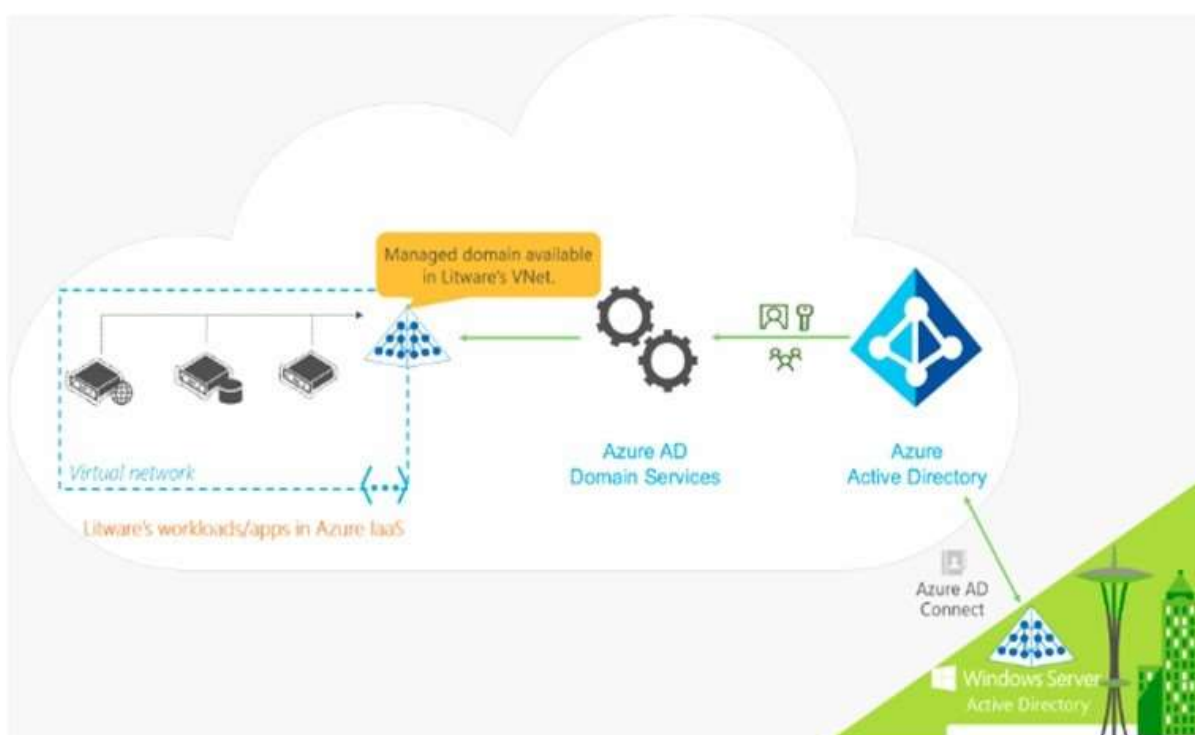 Managed domain available
in Litware's VNet.
Virtual network
Litware's workloads/apps in Azure IaaS
Azure AD
Domain Services
Azure
Active Directory
Azure AD
Connect
Windows Server
Active Directory